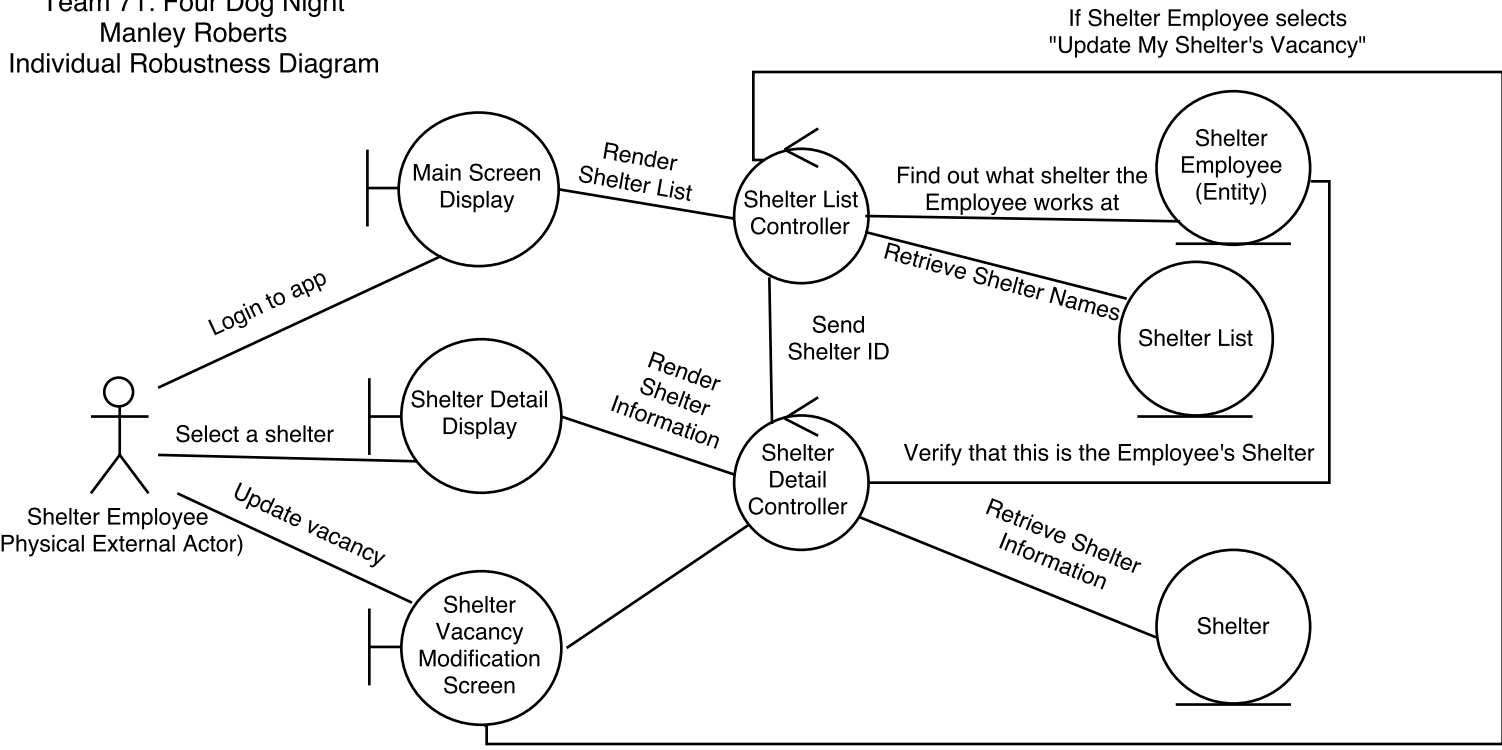 Team 71: Four Dog Night
Manley Roberts
Individual Robustness Diagram
If Shelter Employee selects
"Update My Shelter's Vacancy"
Main Screen
Display
Render
Shelter List
Shelter List
Controller
Find out what shelter the
Employee works at
Shelter
Employee
(Entity)
Retrieve Shelter Names
Shelter List
Login to app
Send
Shelter ID
Shelter Detail
Display
Render
Shelter
Information
Select a shelter
Shelter
Detail
Controller
Verify that this is the Employee's Shelter
Shelter Employee
Physical External Actor)
Update vacancy
Retrieve Shelter
Information
Shelter
Vacancy
Modification
Screen
Shelter